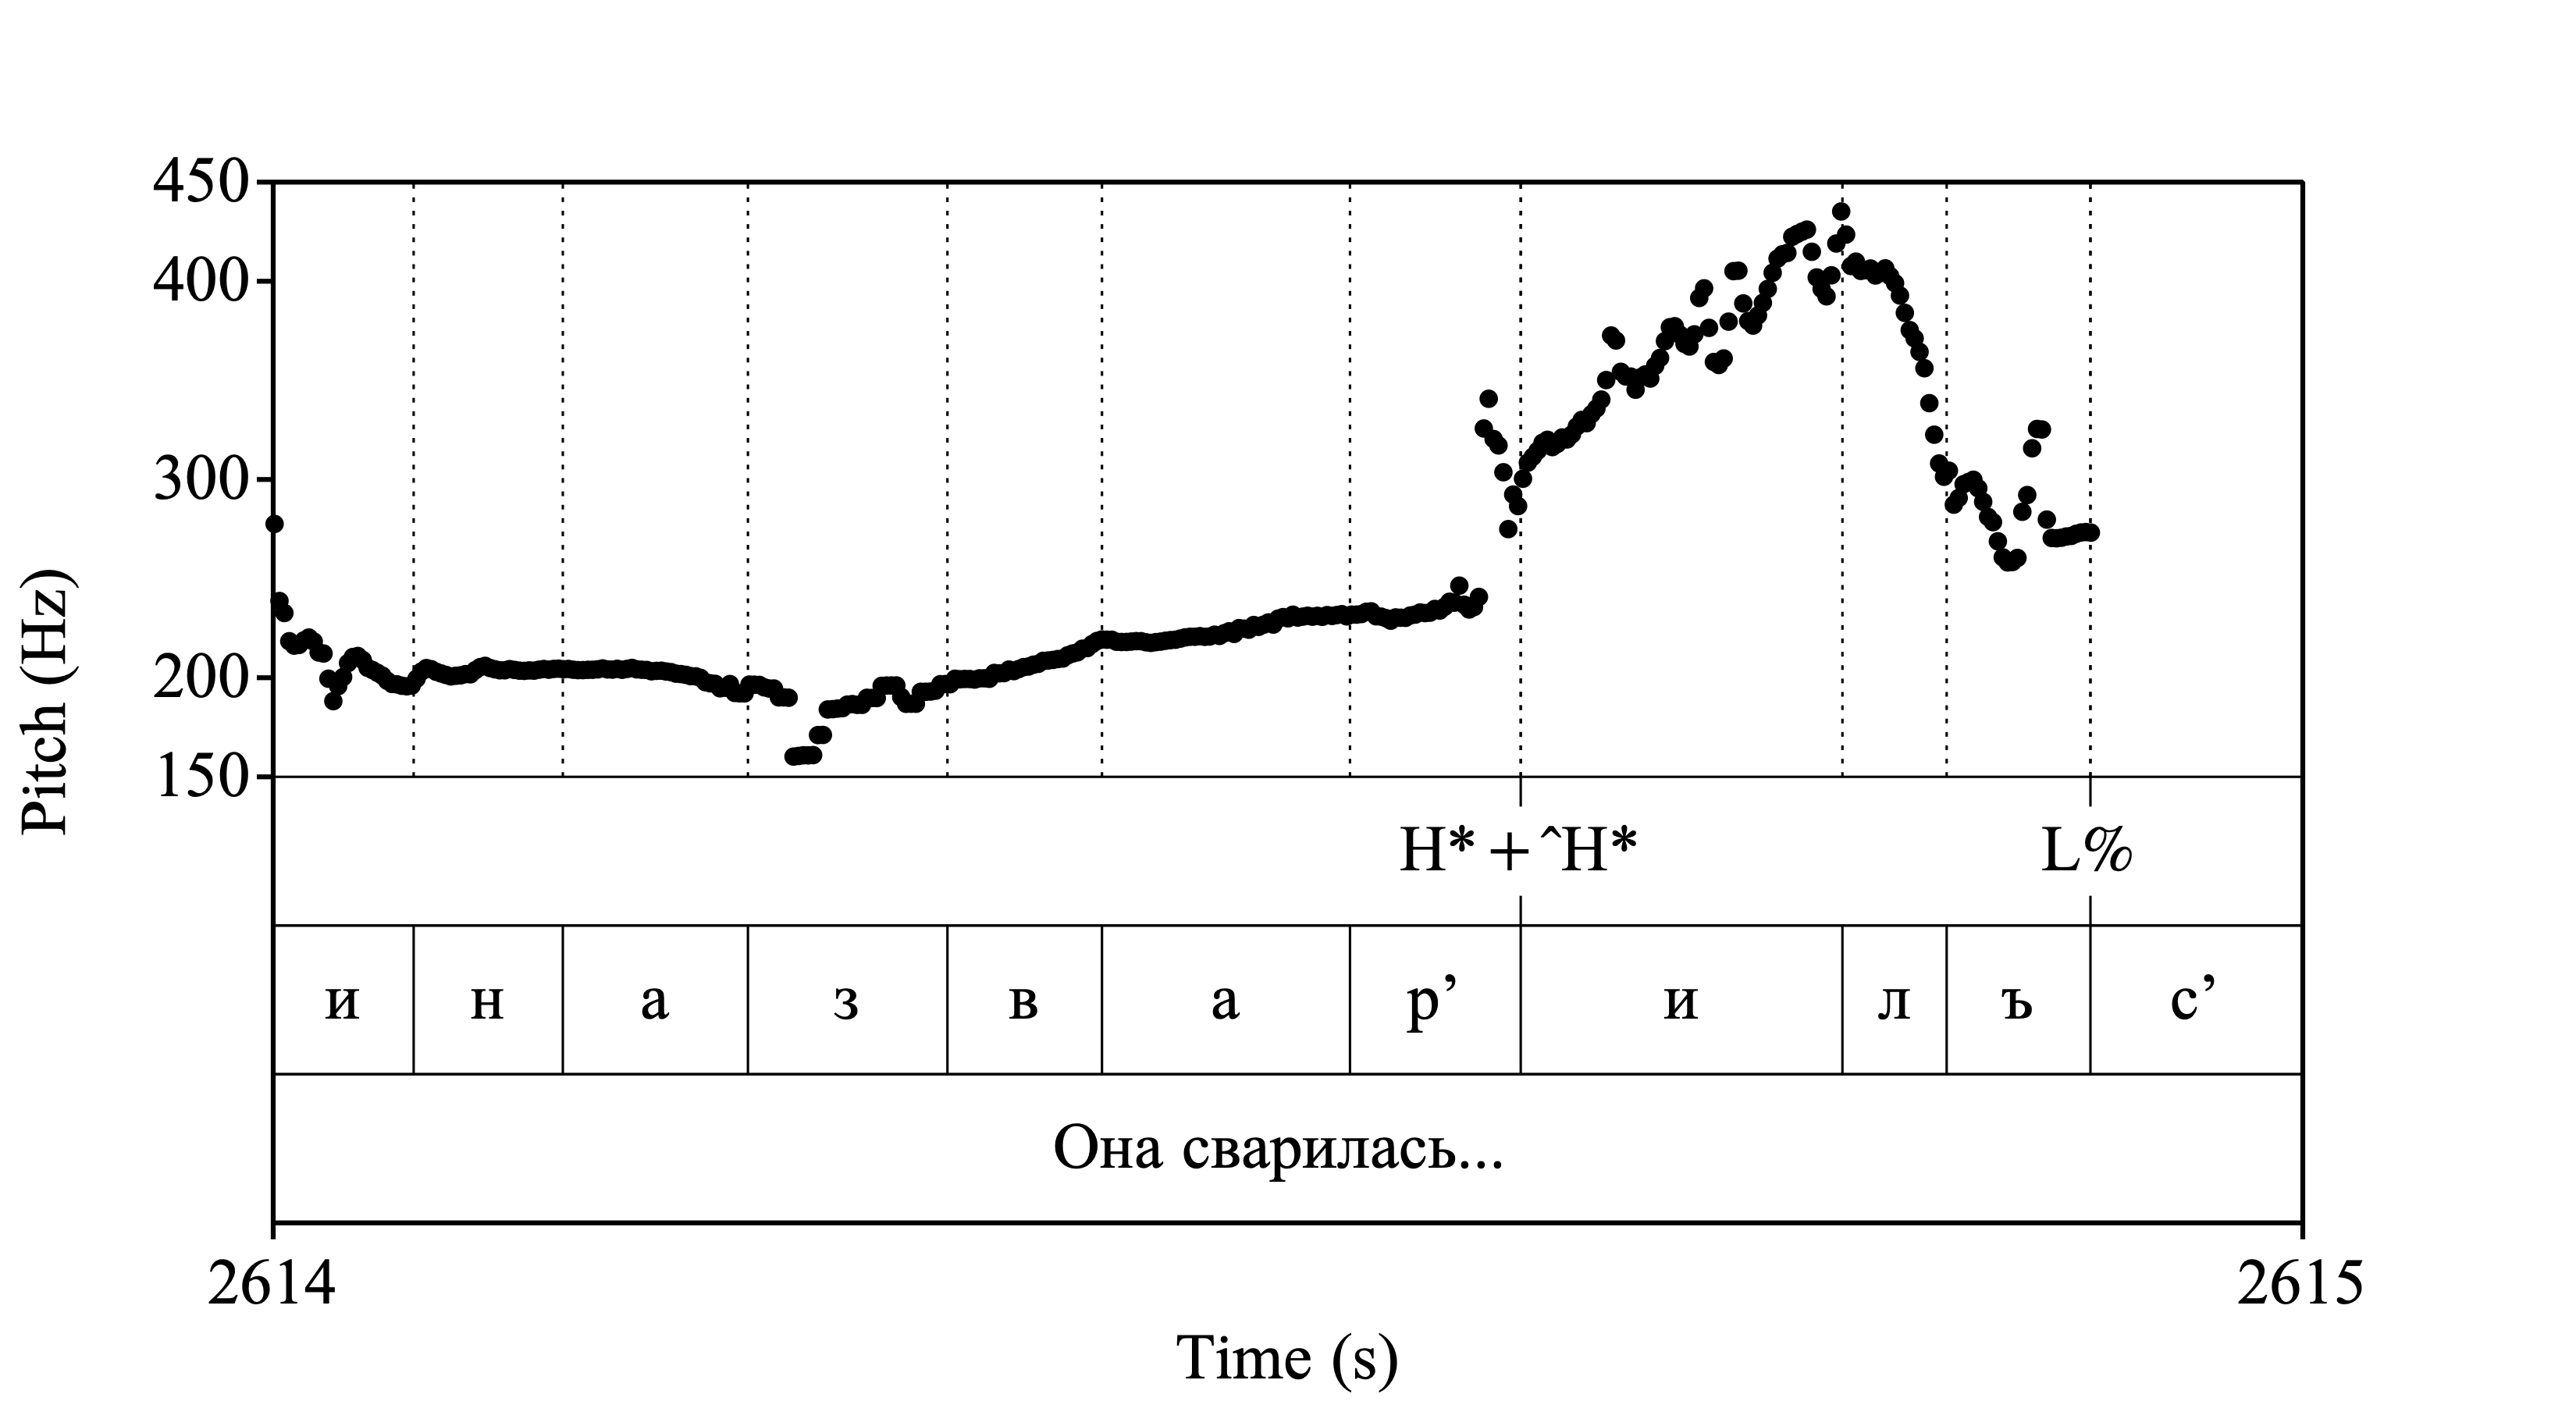 450
400
300
200
150
Pitch (Hz)
H* + ˆH* L%
и н а з в а р’ и л ъ с’
Она сварилась...
2614 2615
Time (s)